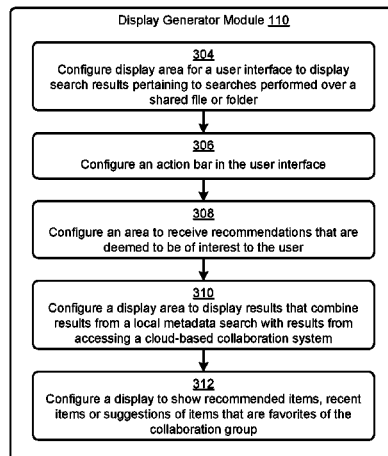 Display Generator Module 110
304
Configure display area for a user interface to display
search results pertaining to searches performed over a
shared file or folder
306
Configure an action bar in the user interface
308
Configure an area to receive recommendations that are
deemed to be of interest to the user
310
Configure a display area to display results that combine
results from a local metadata search with results from
accessing a cloud-based collaboration system
312
Configure a display to show recommended items, recent
items or suggestions of items that are favorites of the
collaboration group